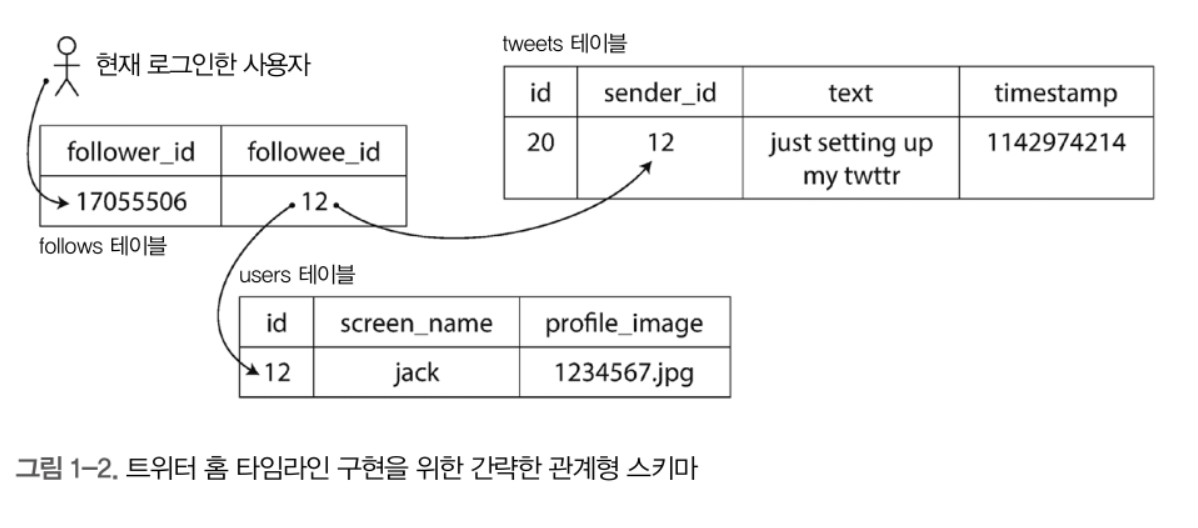 현재 로그인한 사용자
follower_id followee_id
17055506 12
follows 테이블
tweets 테이블
id sender_id text timestamp
20 12 just setting up 1142974214
my twttr
users 테이블
id screen_name profile_image
12 jack 1234567.jpg
그림 1-2. 트위터 홈 타임라인 구현을 위한 간략한 관계형 스키마